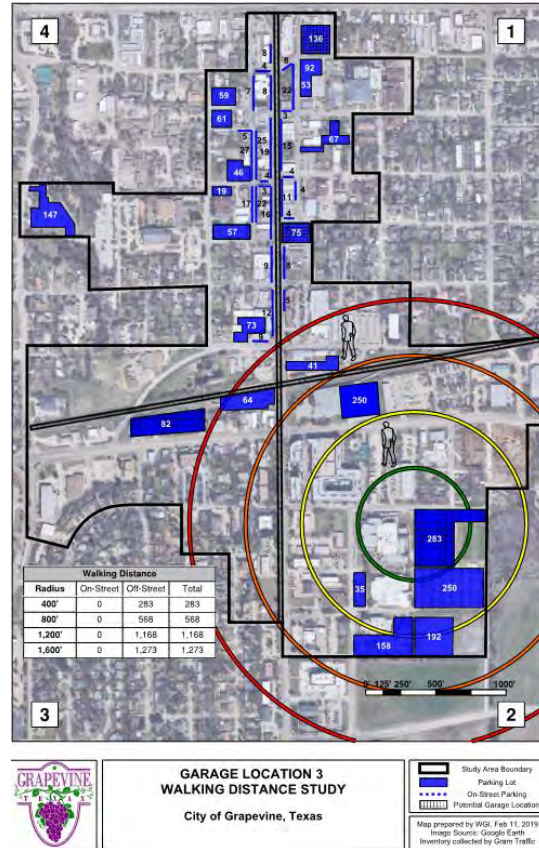 4
1
136
8
8
4
92
7
8
22
53
59
3
61
5
25
15
67
27
19
46
4
4
19
3
11
4
147
17
22
16
4
57
75
9
8
5
12
73
9
41
64
250
82
283
250
35
192
158
Walking Distance
Radius On-Street Off-Street Total
400' 0 283 283
800' 0 568 568
1,200' 0 1,168 1,168
1,600' 0 1,273 1,273
0' 125' 250' 500' 1000'
3
2
GRAPEVINE
TEXAS
GARAGE LOCATION 3
WALKING DISTANCE STUDY
City of Grapevine, Texas
Study Area Boundary
Parking Lot
On-Street Parking
Potential Garage Location
Map prepared by WGI, Feb 11, 2019
Image Source: Google Earth
Inventory collected by Gram Traffic